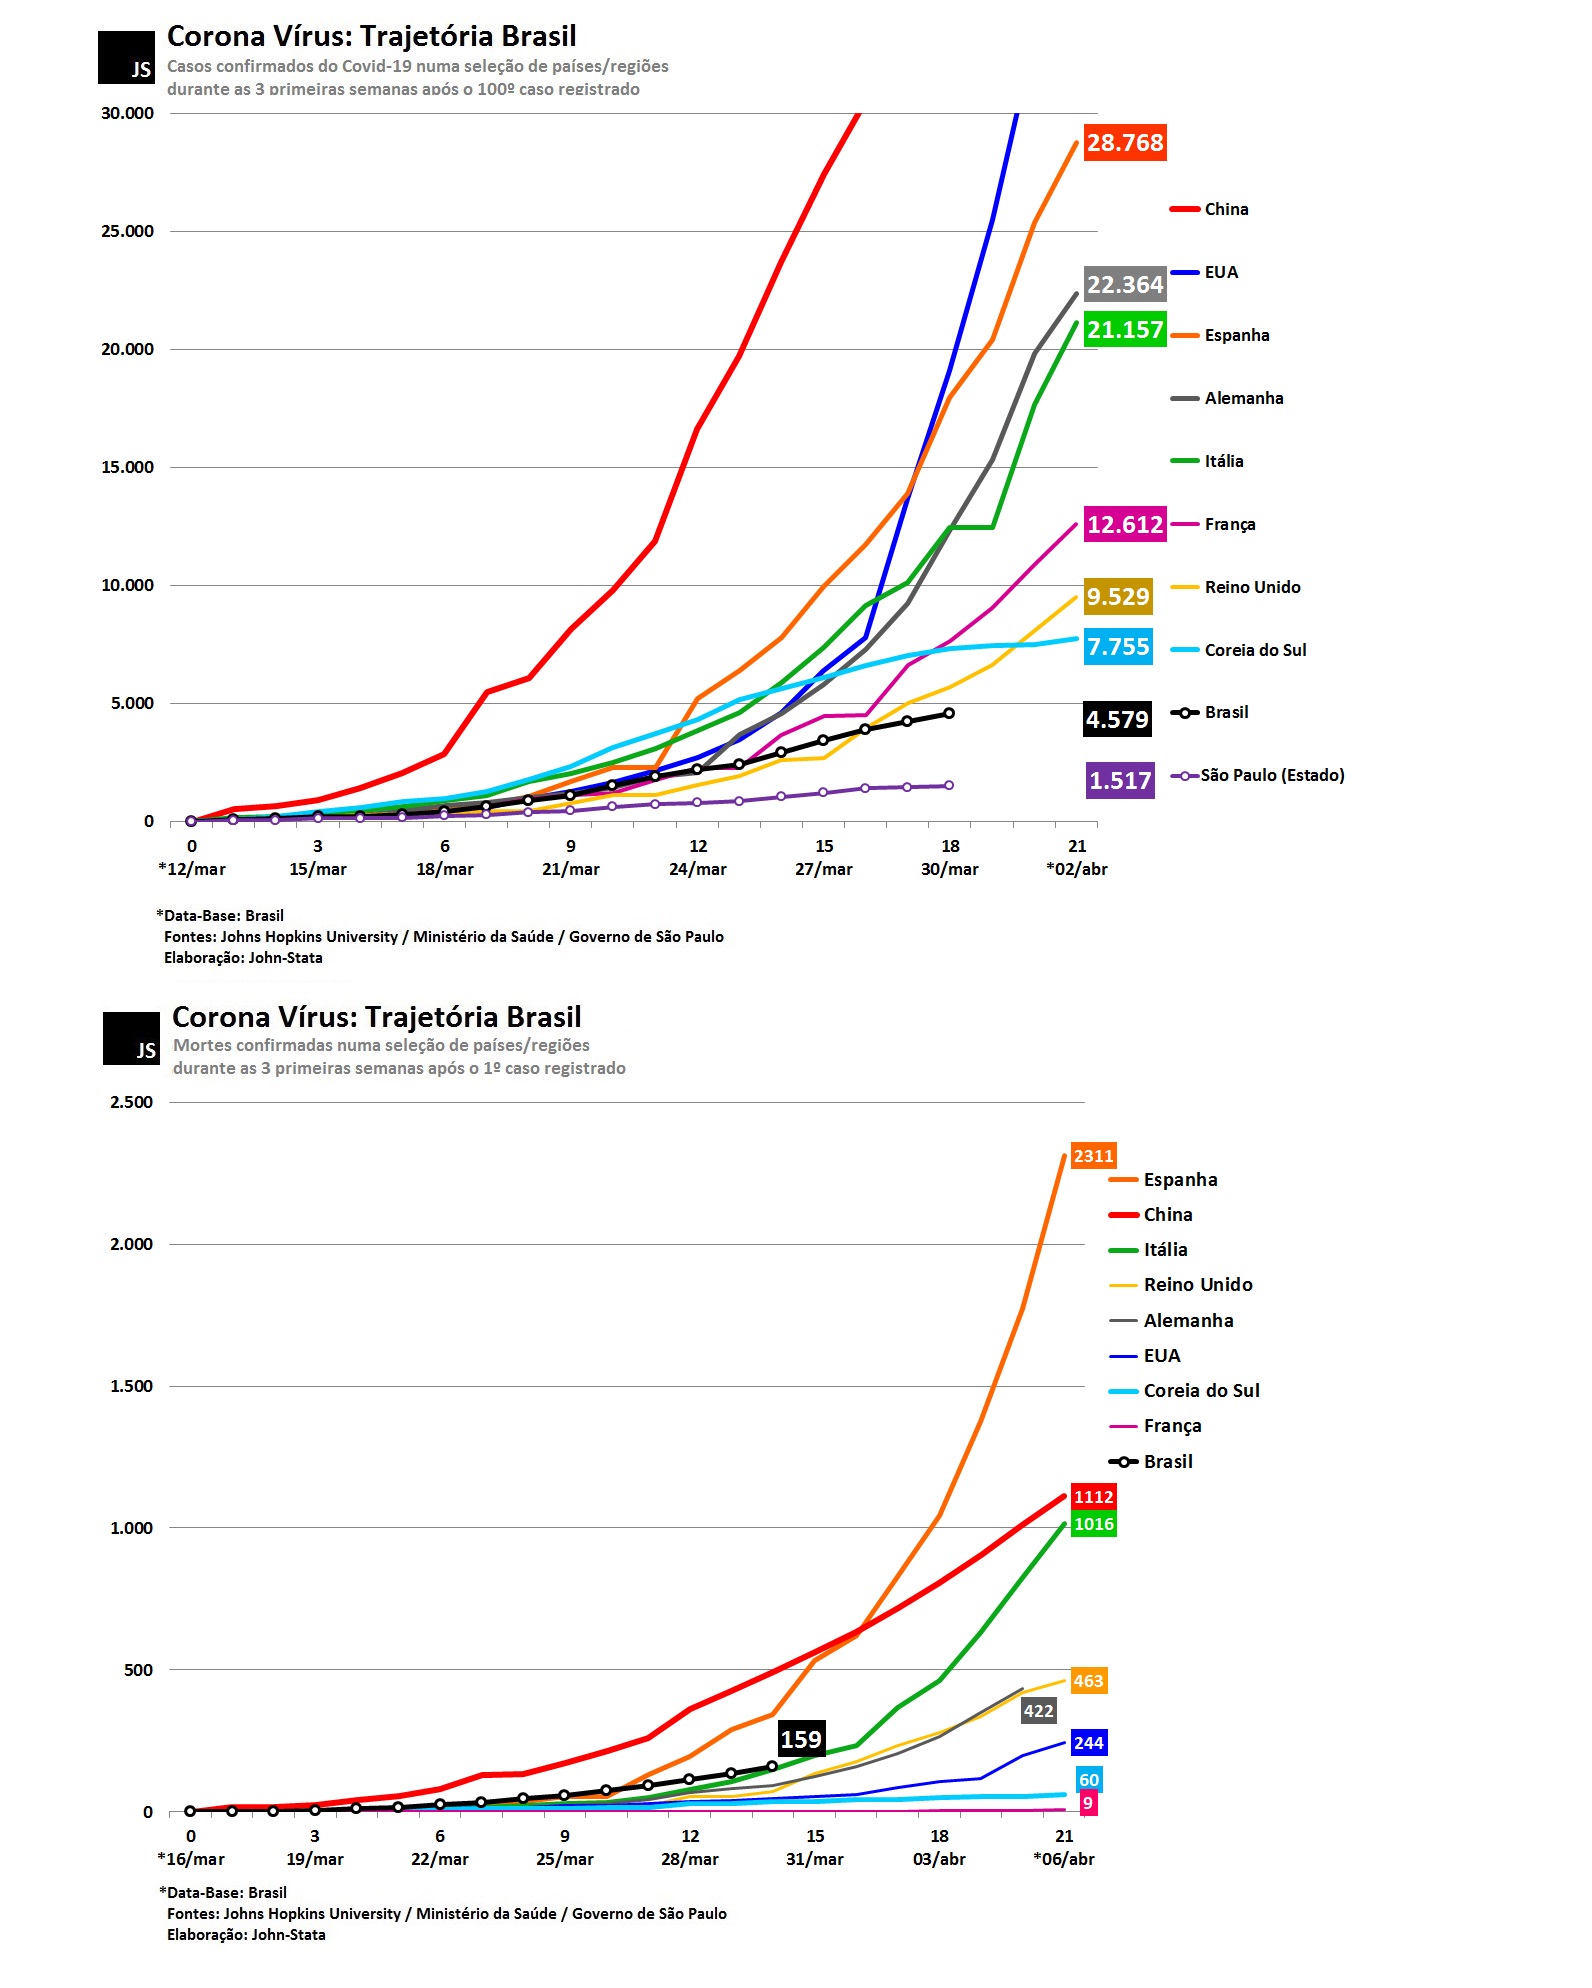 JS
Corona Vírus: Trajetória Brasil
Casos confirmados do Covid-19 numa seleção de países/regiões
durante as 3 primeiras semanas após o 100º caso registrado
30.000
25.000
20.000
15.000
10.000
5.000
0
28.768
22.364
21.157
12.612
9.529
7.755
4.579
1.517
China
EUA
Espanha
Alemanha
Itália
França
Reino Unido
Coreia do Sul
Brasil
São Paulo (Estado)
0 3 6 9 12 15 18 21
*12/mar 15/mar 18/mar 21/mar 24/mar 27/mar 30/mar *02/abr
*Data-Base: Brasil
Fontes: Johns Hopkins University / Ministério da Saúde / Governo de São Paulo
Elaboração: John-Stata
JS
Corona Vírus: Trajetória Brasil
Mortes confirmadas numa seleção de países/regiões
durante as 3 primeiras semanas após o 1º caso registrado
2.500
2.000
1.500
1.000
500
0
2311
1112
1016
463
422
244
60
9
159
Espanha
China
Itália
Reino Unido
Alemanha
EUA
Coreia do Sul
França
Brasil
0 3 6 9 12 15 18 21
*16/mar 19/mar 22/mar 25/mar 28/mar 31/mar 03/abr *06/abr
*Data-Base: Brasil
Fontes: Johns Hopkins University / Ministério da Saúde / Governo de São Paulo
Elaboração: John-Stata